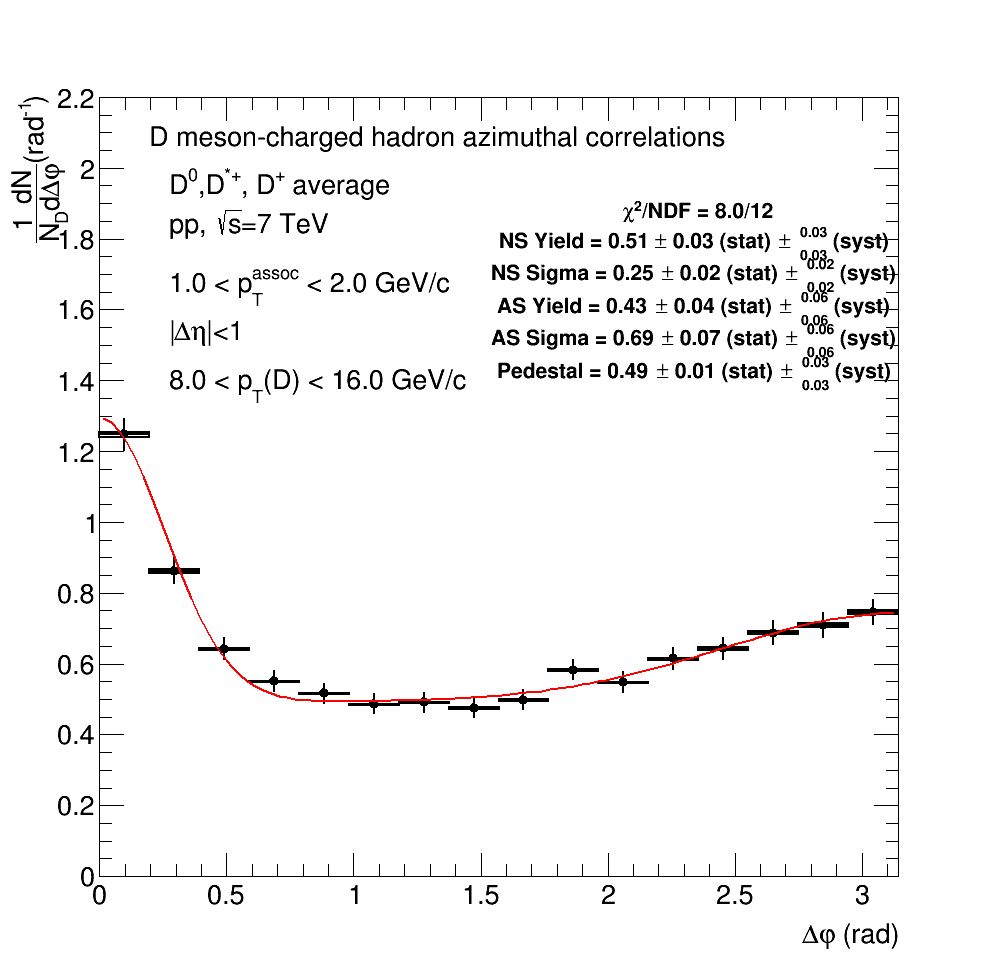 1 dN
N_D dΔφ (rad^-1)
2.2
2
1.8
1.6
1.4
1.2
1
0.8
0.6
0.4
0.2
0
D meson-charged hadron azimuthal correlations
D^0,D^*+, D^+ average
pp, √s=7 TeV
1.0 < p_T^assoc < 2.0 GeV/c
|Δη|<1
8.0 < p_T(D) < 16.0 GeV/c
χ²/NDF = 8.0/12
NS Yield = 0.51 ± 0.03 (stat) ± 0.03 0.03 (syst)
NS Sigma = 0.25 ± 0.02 (stat) ± 0.02 0.02 (syst)
AS Yield = 0.43 ± 0.04 (stat) ± 0.06 0.06 (syst)
AS Sigma = 0.69 ± 0.07 (stat) ± 0.06 0.06 (syst)
Pedestal = 0.49 ± 0.01 (stat) ± 0.03 0.03 (syst)
0 0.5 1 1.5 2 2.5 3
Δφ (rad)